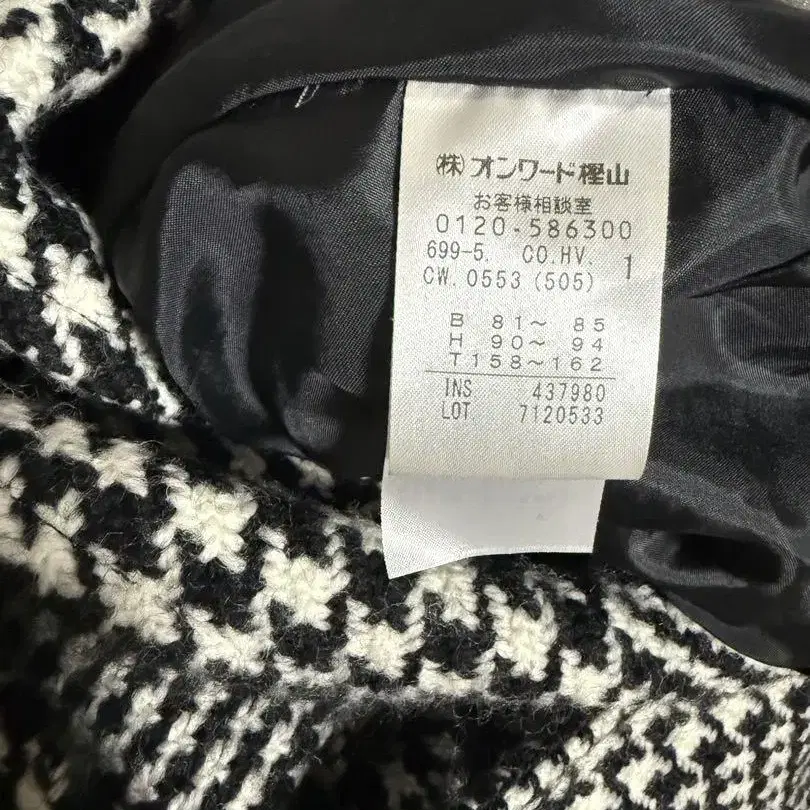 (株)オンワード樫山
お客様相談室
0120-586300
699-5. CO.HV. 1
CW. 0553 (505)
B 81〜 85
H 90〜 94
T158〜162
INS 437980
LOT 7120533